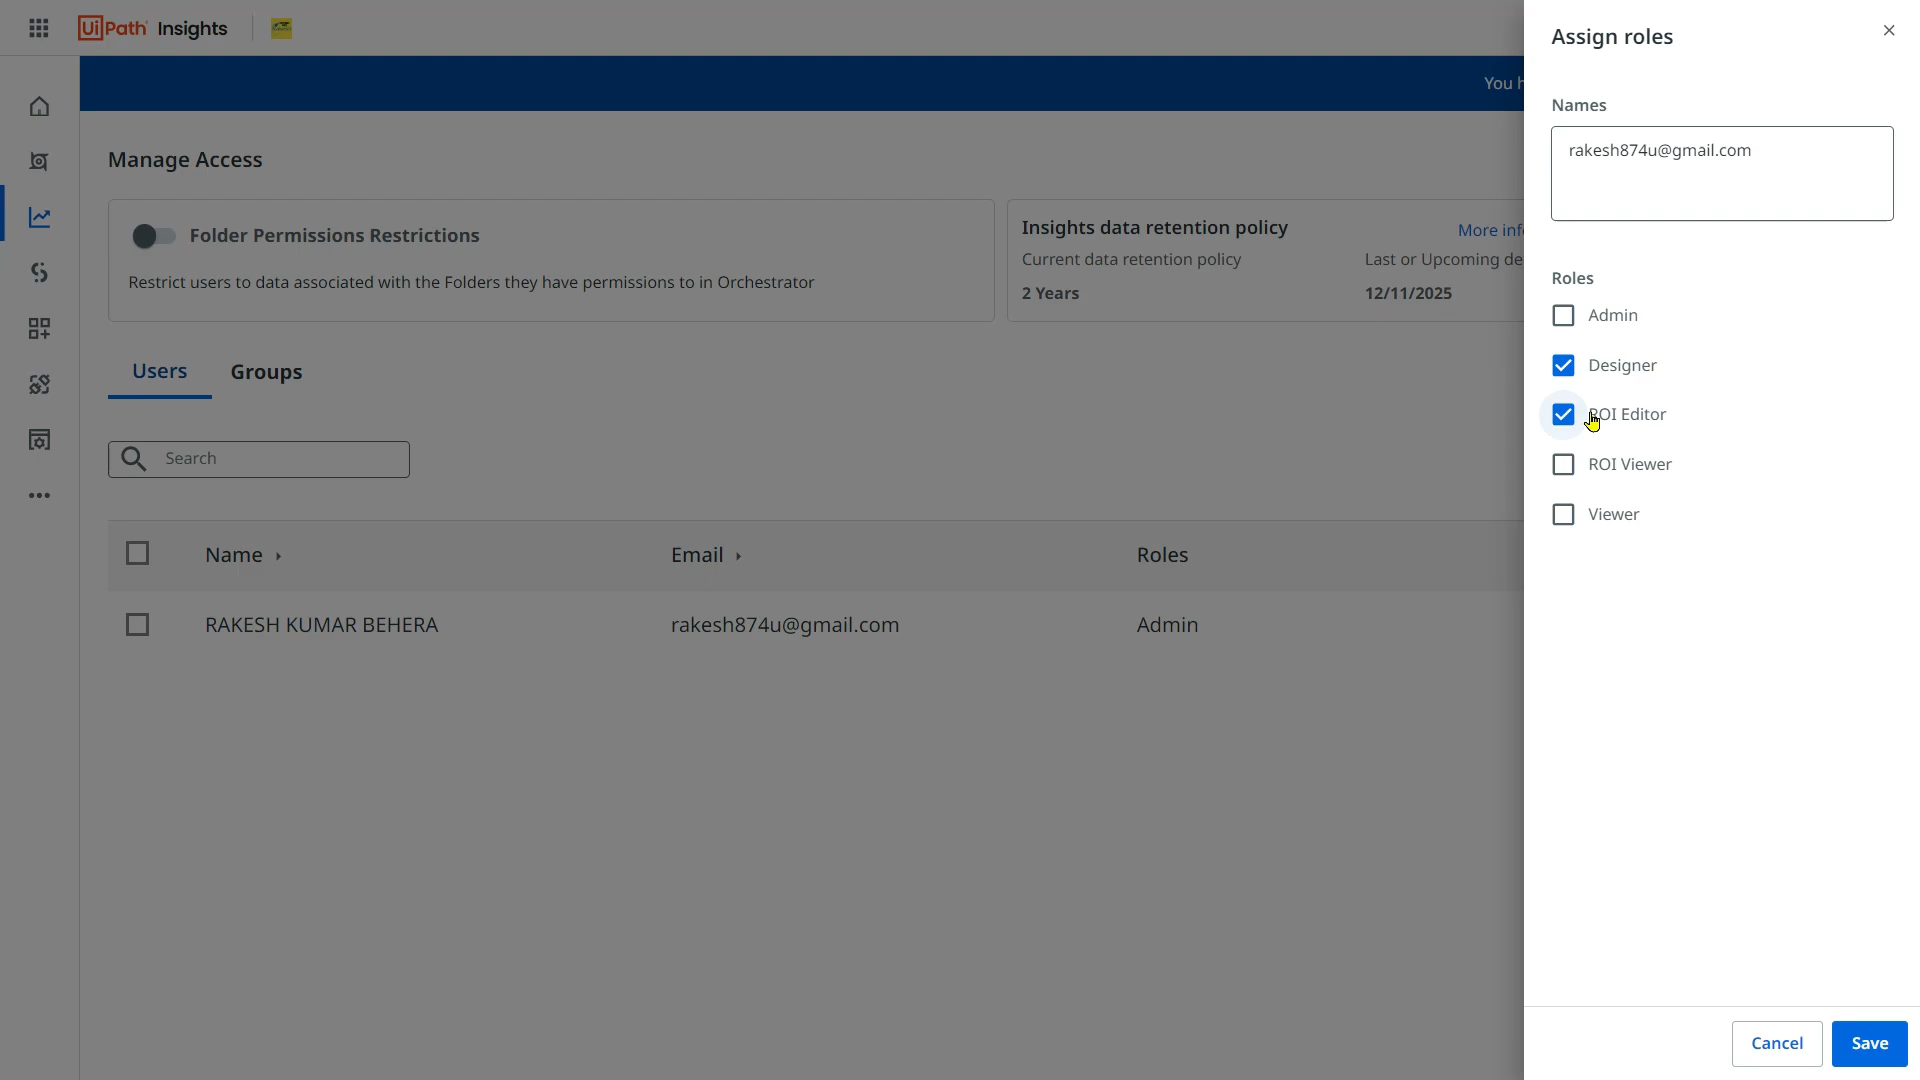 UiPath Insights
You h
Manage Access
Folder Permissions Restrictions
Restrict users to data associated with the Folders they have permissions to in Orchestrator
Insights data retention policy
More inf
Current data retention policy
Last or Upcoming de
2 Years
12/11/2025
Users
Groups
Search
Name
Email
Roles
RAKESH KUMAR BEHERA
rakesh874u@gmail.com
Admin
Assign roles
Names
rakesh874u@gmail.com
Roles
Admin
Designer
ROI Editor
ROI Viewer
Viewer
Cancel
Save